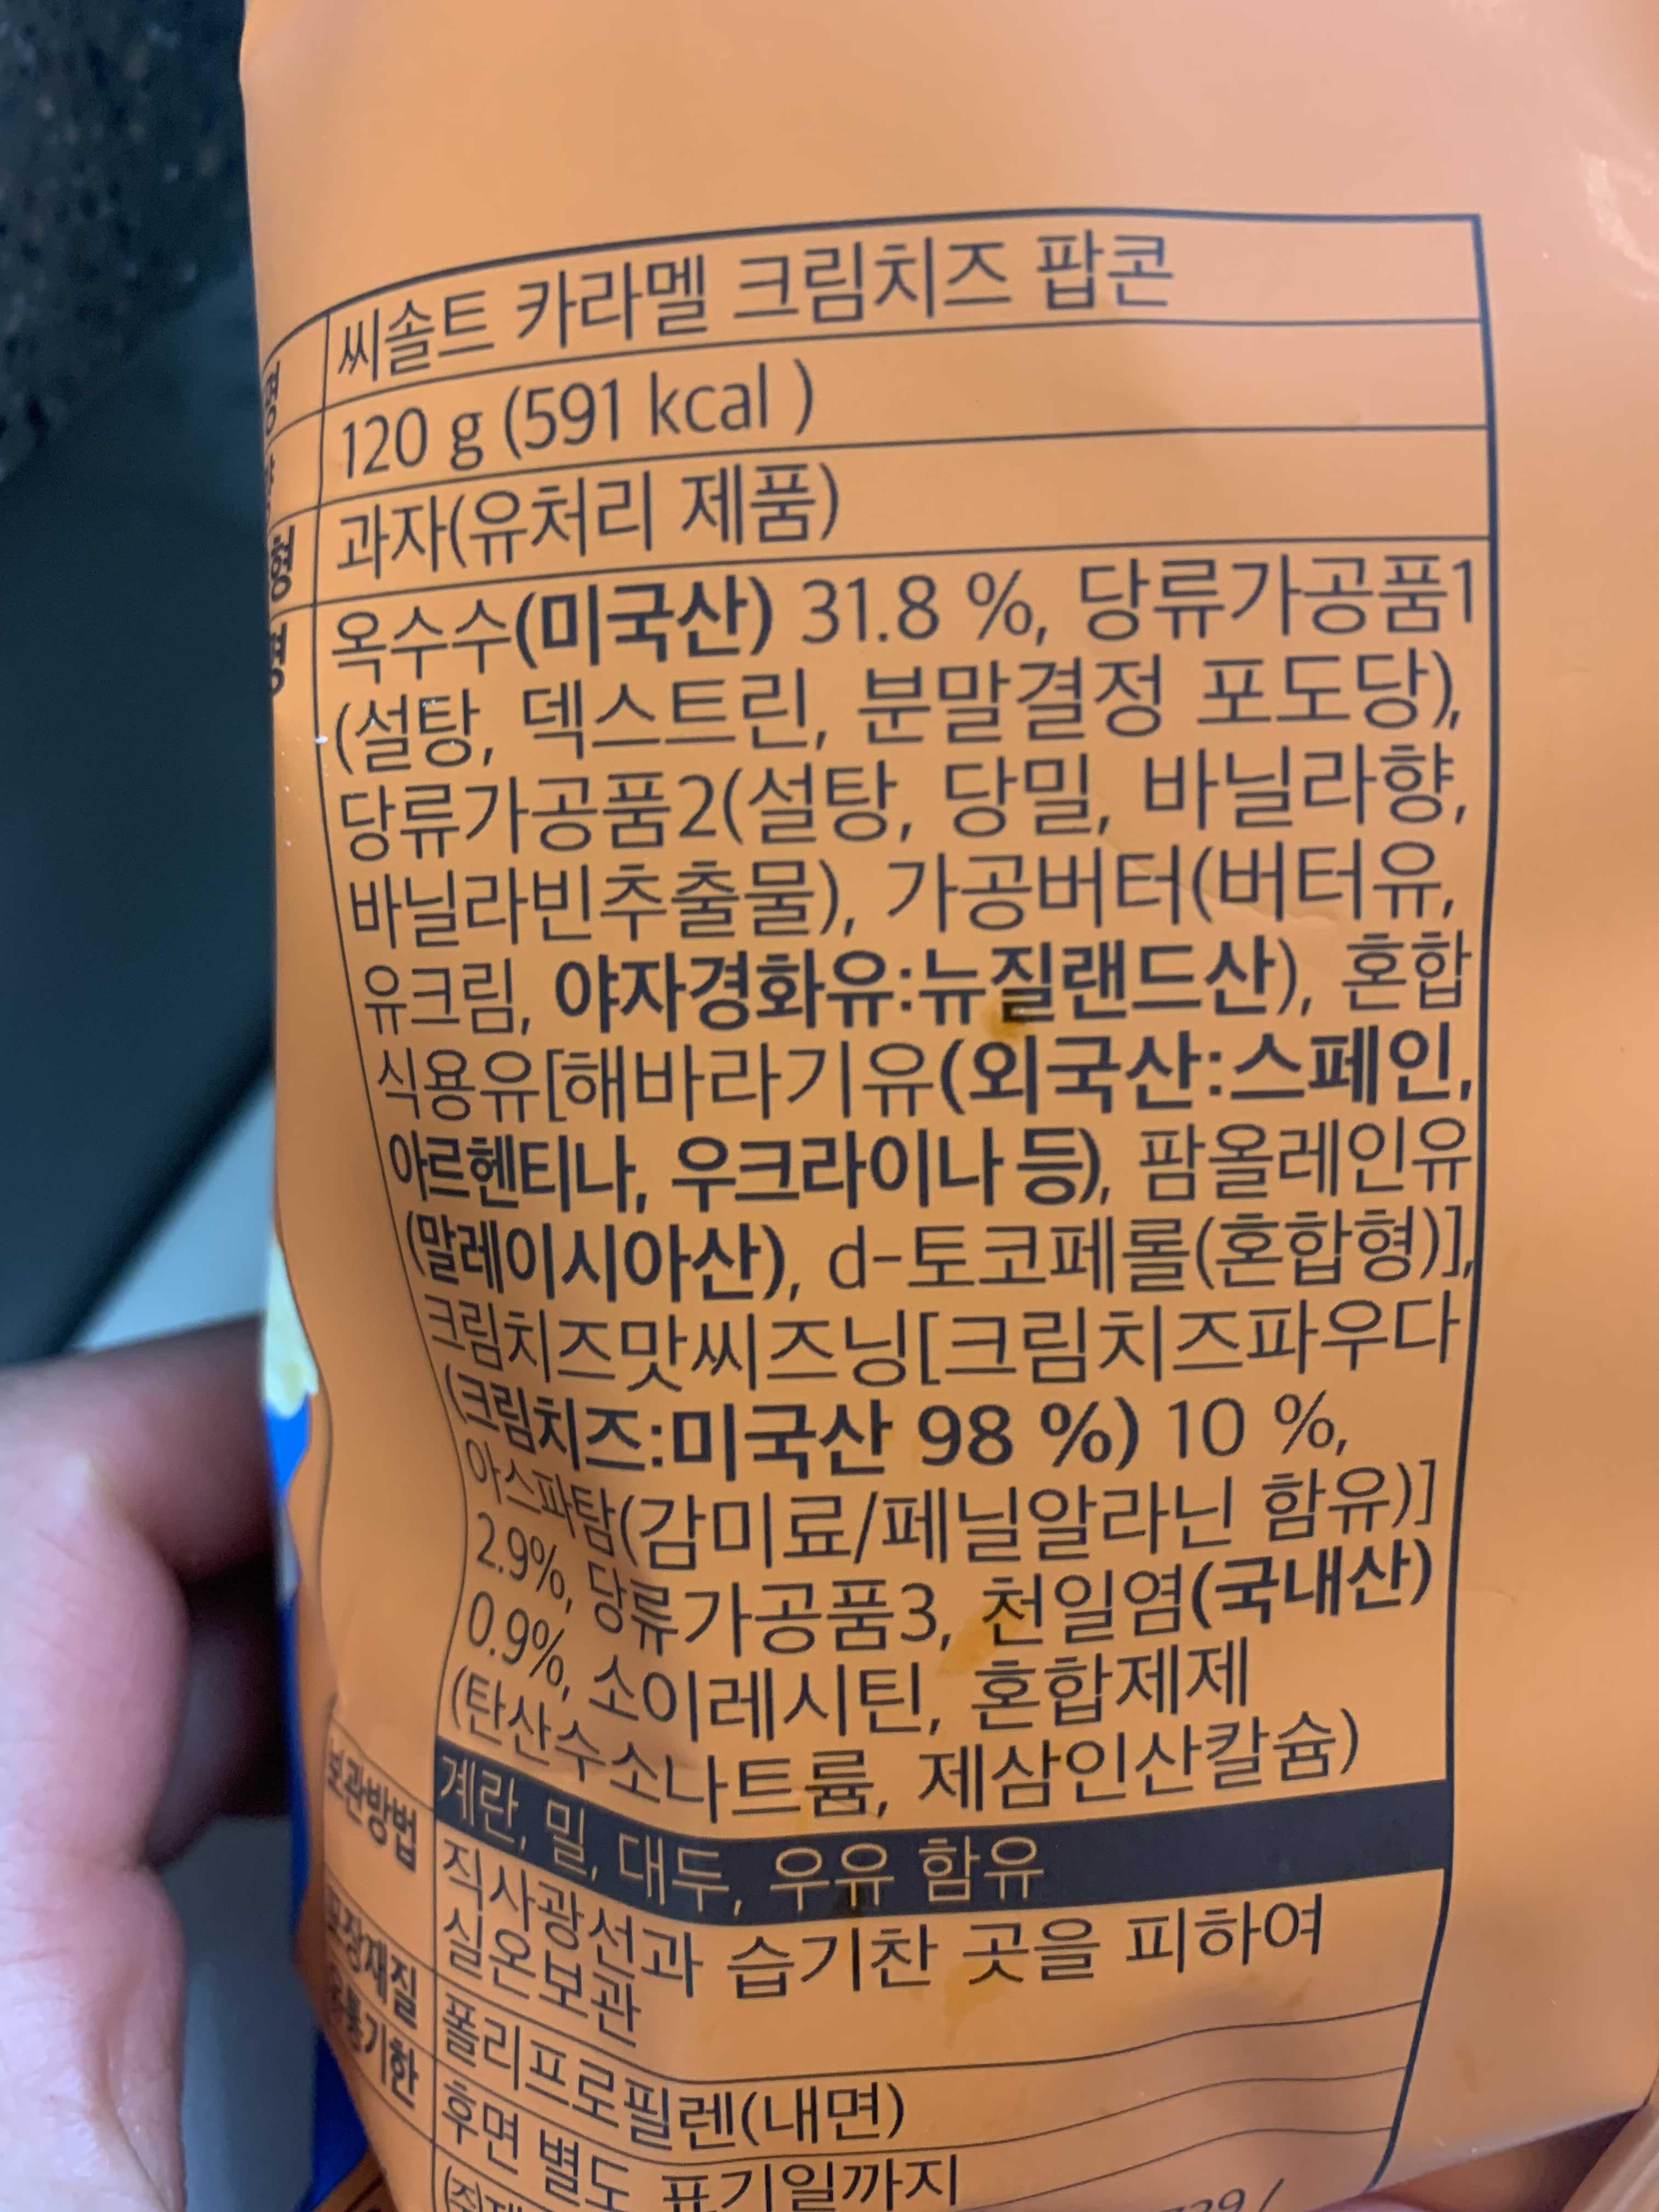 씨솔트 카라멜 크림치즈 팝콘
120 g (591 kcal )
과자(유처리 제품)
옥수수(미국산) 31.8 %, 당류가공품1
(설탕, 덱스트린, 분말결정 포도당),
당류가공품2(설탕, 당밀, 바닐라향,
바닐라빈추출물), 가공버터(버터유,
유크림, 야자경화유:뉴질랜드산), 혼합
식용유[해바라기유(외국산:스페인,
아르헨티나, 우크라이나 등), 팜올레인유
(말레이시아산), d-토코페롤(혼합형)],
크림치즈맛씨즈닝[크림치즈파우다
(크림치즈:미국산 98 %) 10 %,
아스파탐(감미료/페닐알라닌 함유)]
2.9%, 당류가공품3, 천일염(국내산)
0.9%, 소이레시틴, 혼합제제
(탄산수소나트륨, 제삼인산칼슘)
계란, 밀, 대두, 우유 함유
보관방법 직사광선과 습기찬 곳을 피하여
실온보관
포장재질 폴리프로필렌(내면)
유통기한 후면 별도 표기일까지